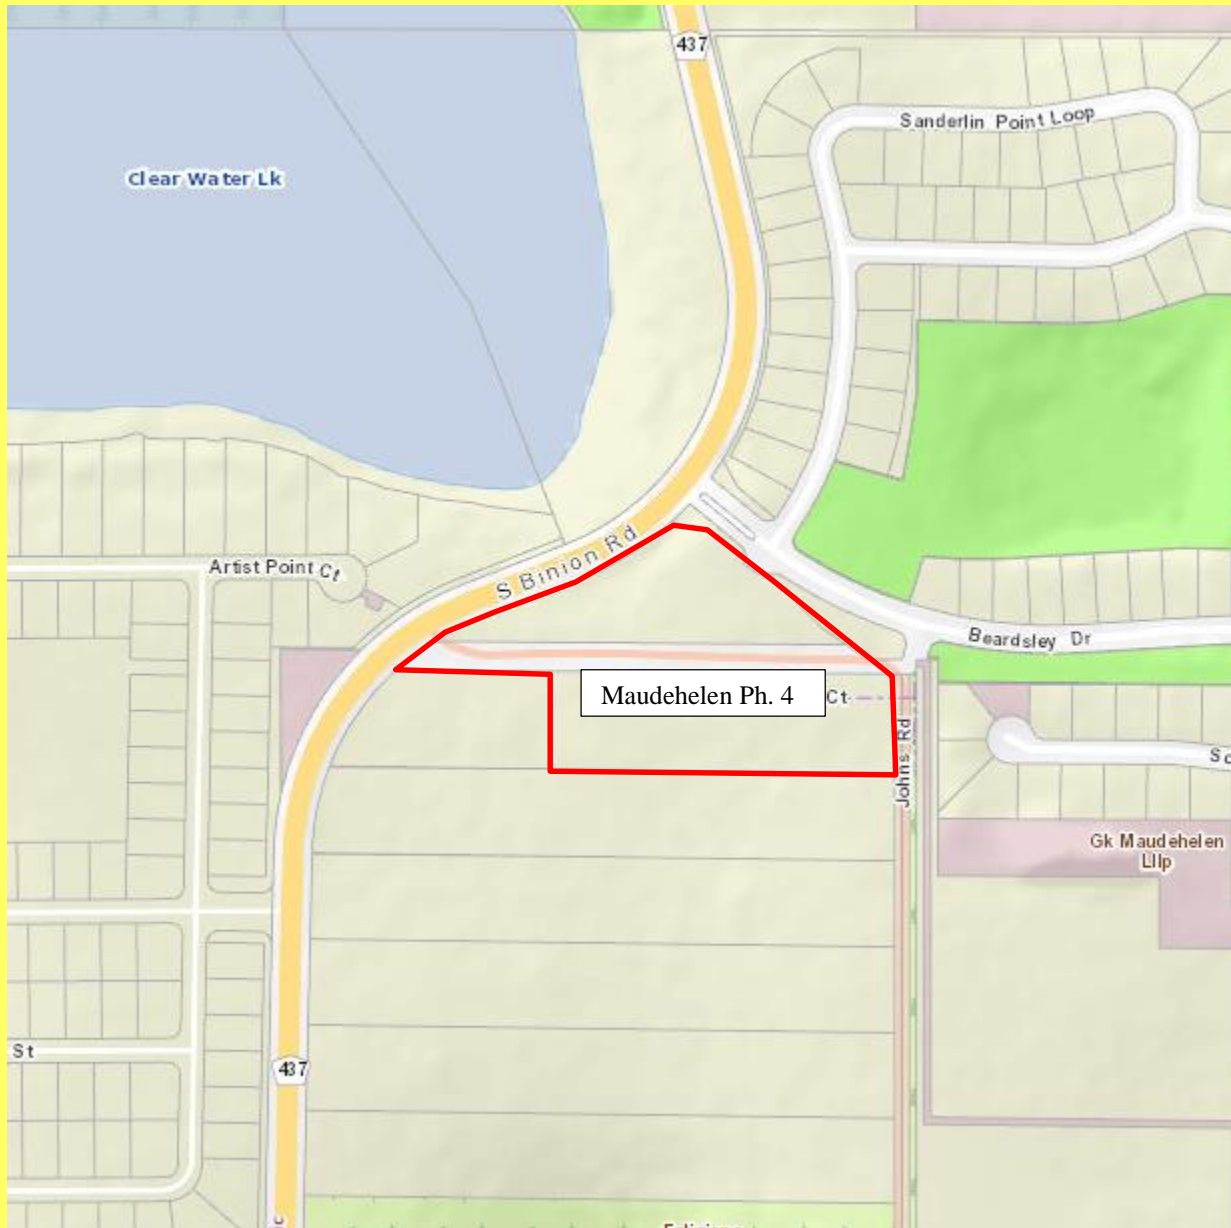 437
Sanderlin Point Loop
Clear Water Lk
S Binion Rd
Artist Point Ct
Beardsley Dr
Maudehelen Ph. 4
Ct
Johns Rd
Gk Maudehelen
Lllp
St
437